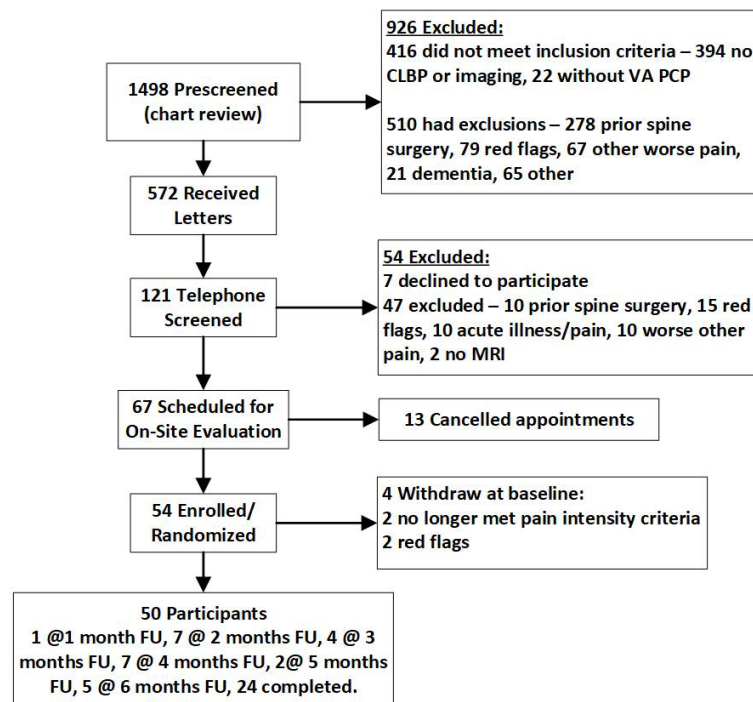 1498 Prescreened
(chart review)
926 Excluded:
416 did not meet inclusion criteria – 394 no
CLBP or imaging, 22 without VA PCP
510 had exclusions – 278 prior spine
surgery, 79 red flags, 67 other worse pain,
21 dementia, 65 other
572 Received
Letters
121 Telephone
Screened
54 Excluded:
7 declined to participate
47 excluded – 10 prior spine surgery, 15 red
flags, 10 acute illness/pain, 10 worse other
pain, 2 no MRI
67 Scheduled for
On-Site Evaluation
13 Cancelled appointments
54 Enrolled/
Randomized
4 Withdraw at baseline:
2 no longer met pain intensity criteria
2 red flags
50 Participants
1 @1 month FU, 7 @ 2 months FU, 4 @ 3
months FU, 7 @ 4 months FU, 2@ 5 months
FU, 5 @ 6 months FU, 24 completed.